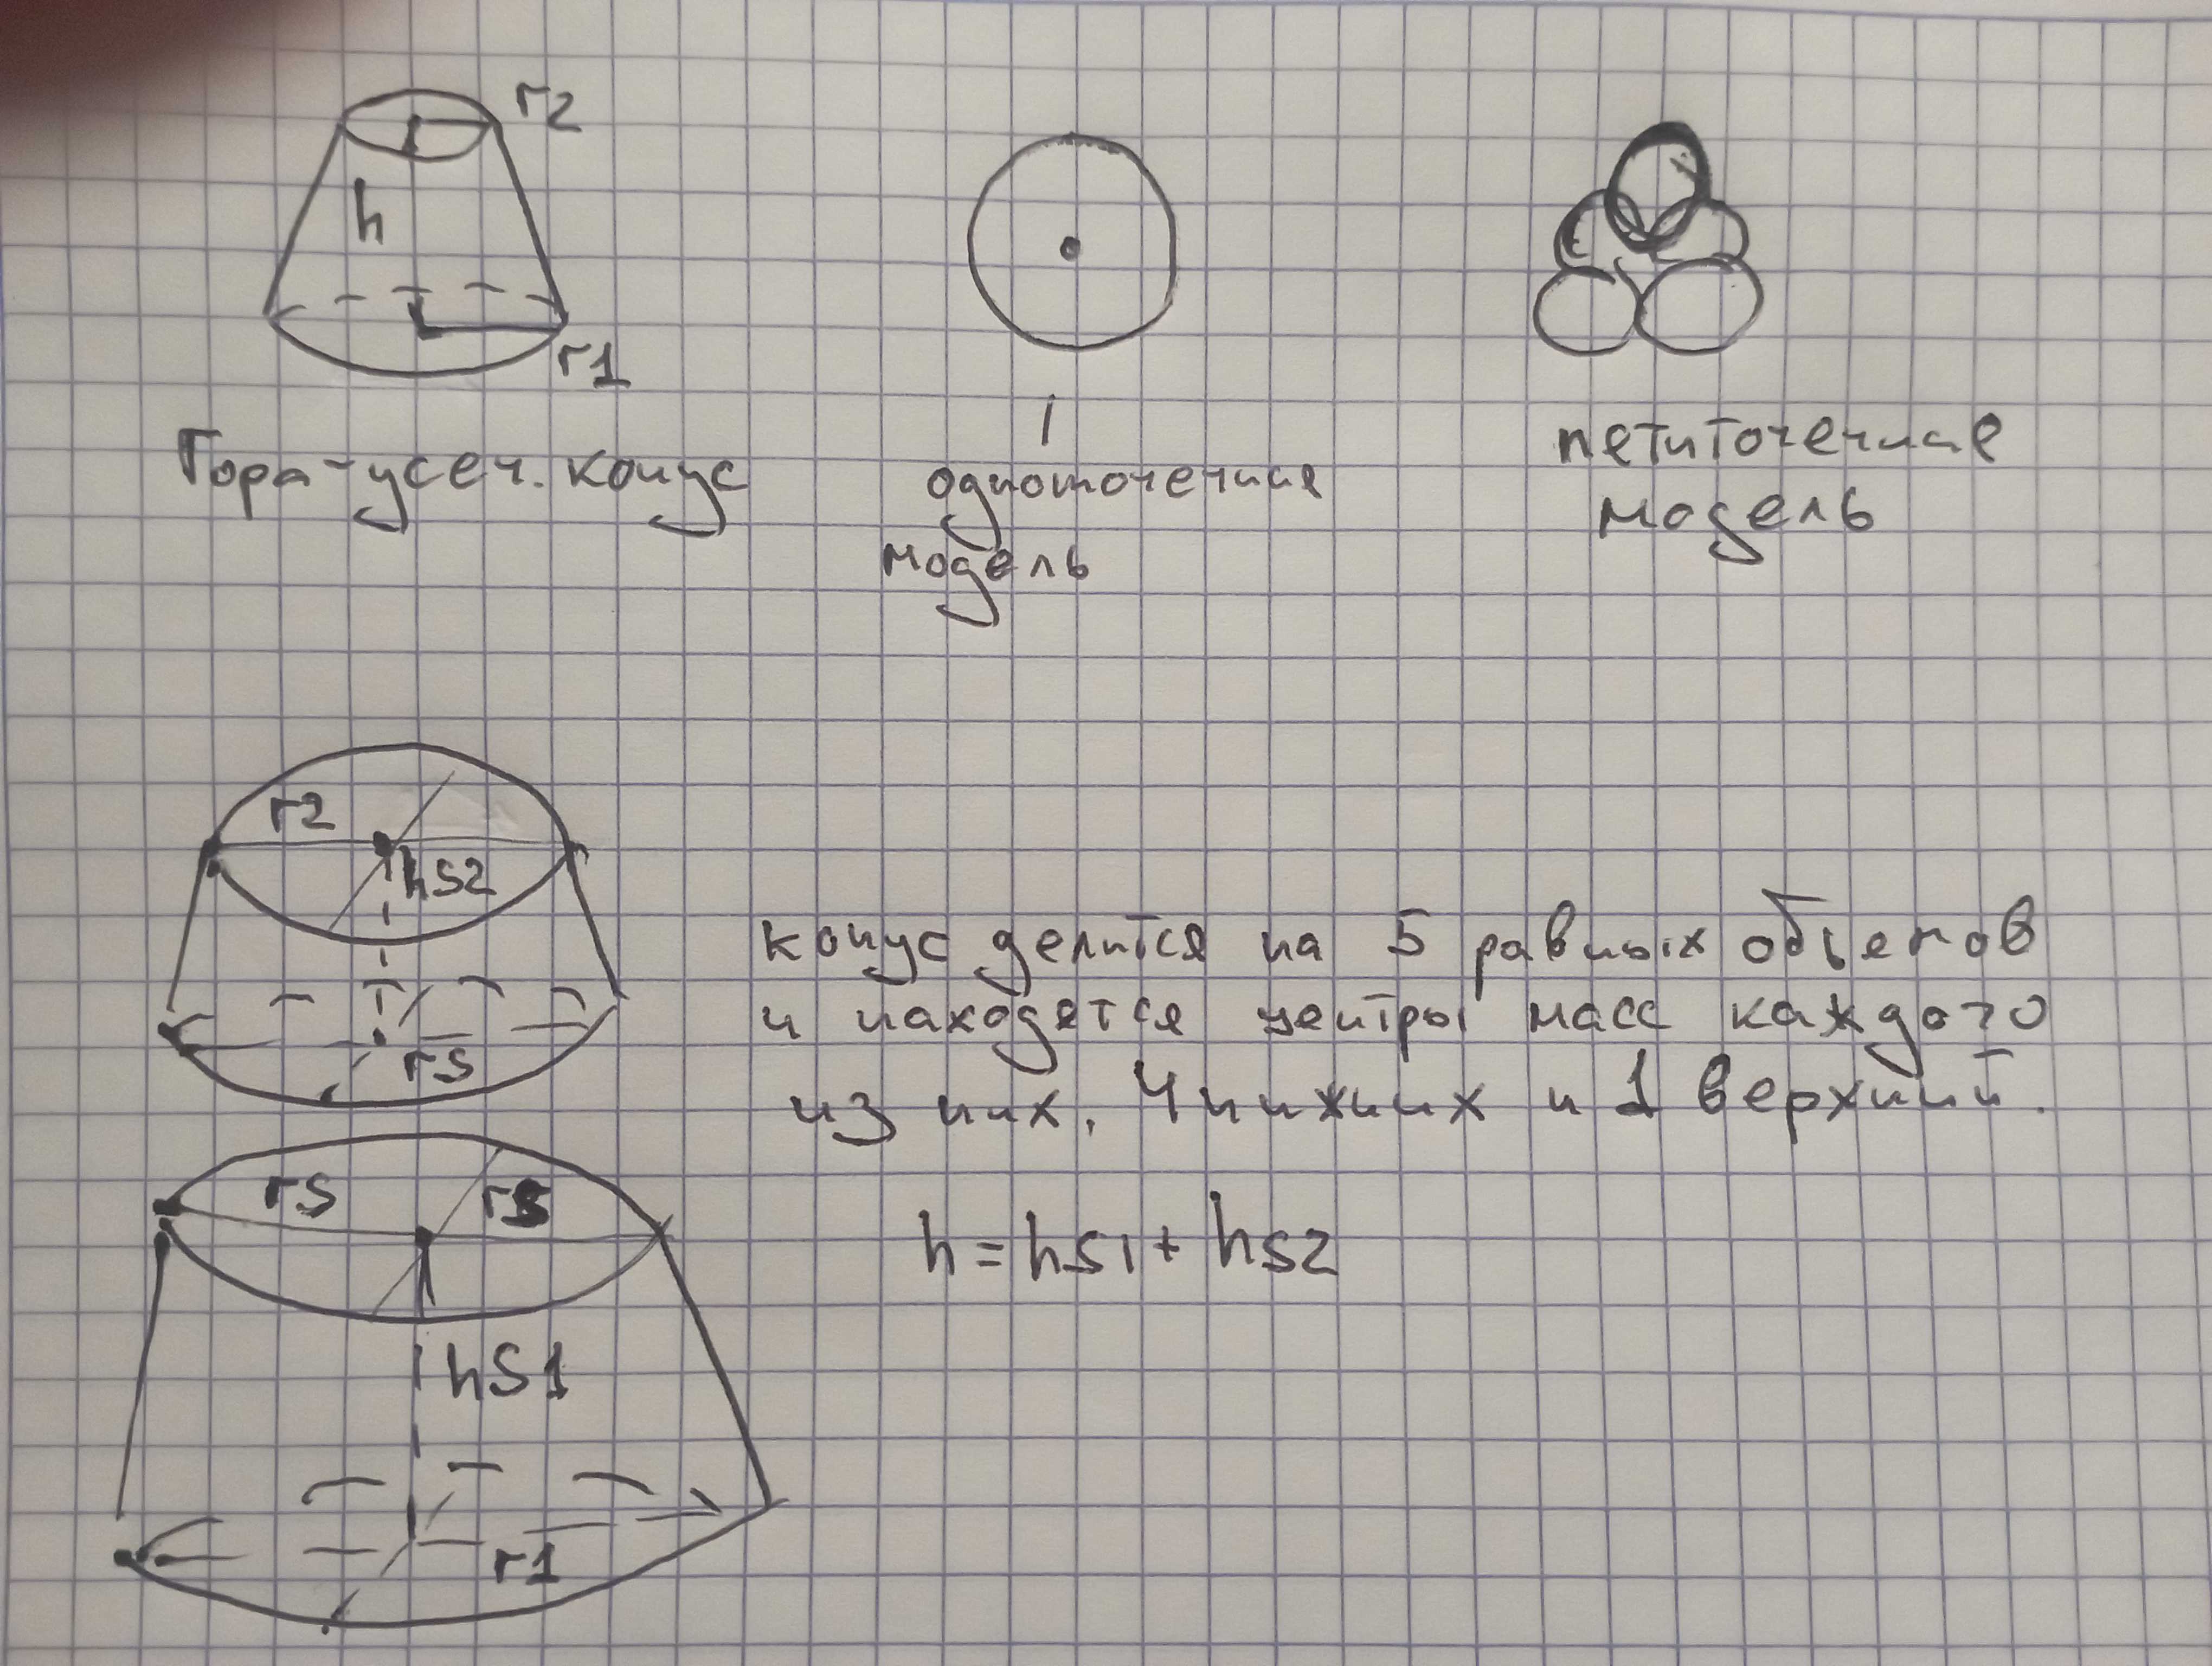 r2
h
r1
Гора-усеч. конус
одноточечная
модель
пятиточечная
модель
r2
hs2
rs
конус делится на 5 равных объемов
и находятся центры масс каждого
из них. 4 нижних и 1 верхний.
rs
rs
h = hs1 + hs2
hs1
r1